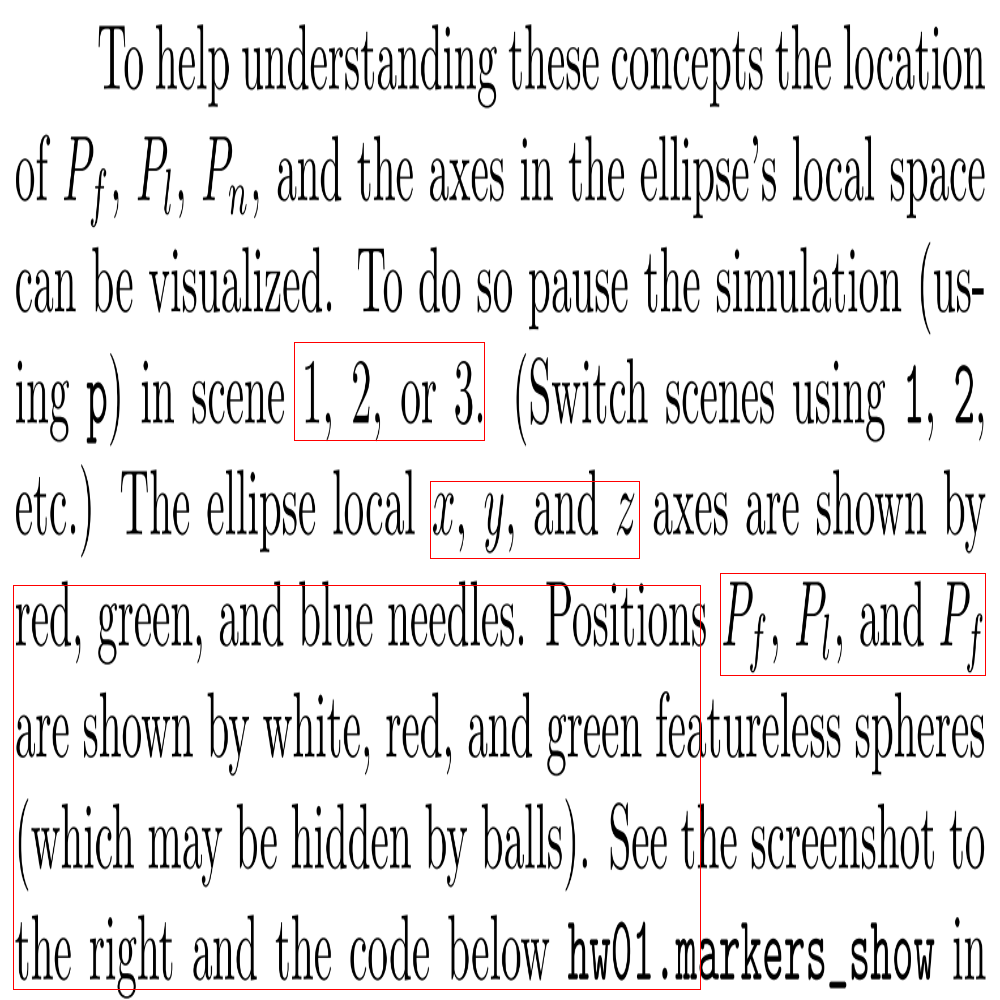 To help understanding these concepts the location
of P_f, P_l, P_n, and the axes in the ellipse's local space
can be visualized. To do so pause the simulation (us-
ing p) in scene 1, 2, or 3. (Switch scenes using 1, 2,
etc.) The ellipse local x, y, and z axes are shown by
red, green, and blue needles. Positions P_f, P_l, and P_f
are shown by white, red, and green featureless spheres
(which may be hidden by balls). See the screenshot to
the right and the code below hw01.markers_show in